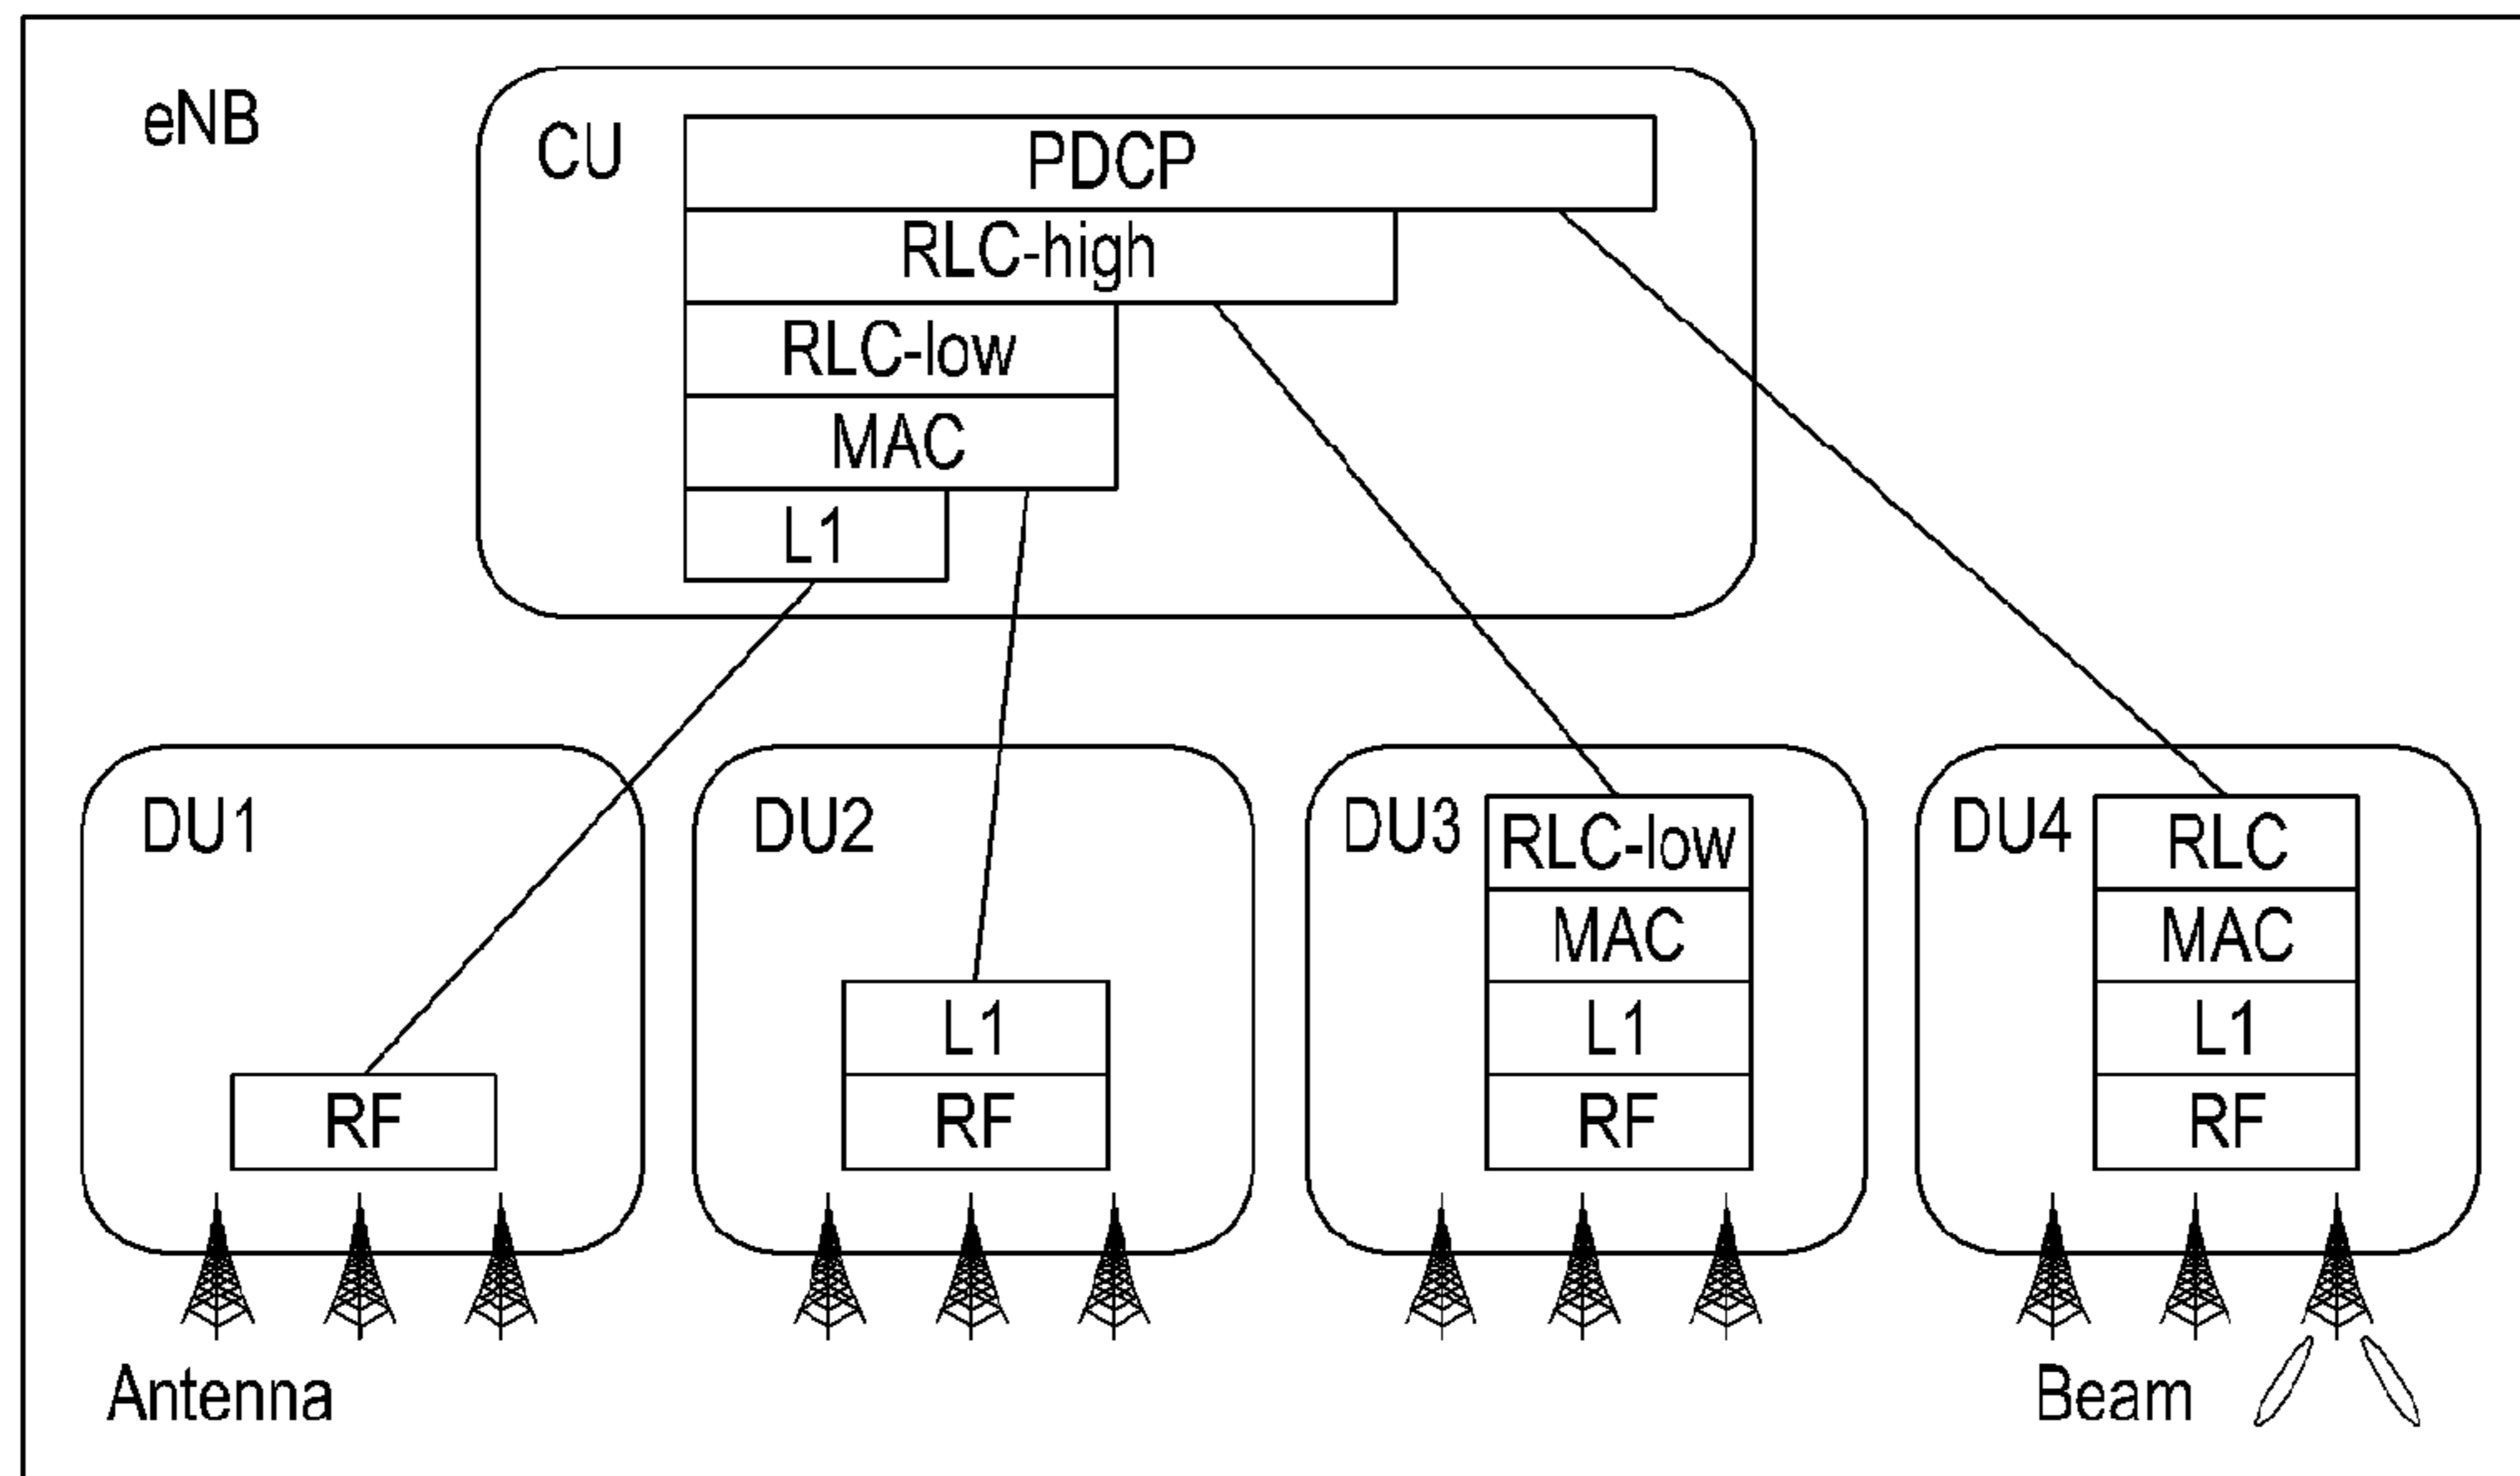 eNB
CU
PDCP
RLC-high
RLC-low
MAC
L1
DU1
RF
DU2
L1
RF
DU3
RLC-low
MAC
L1
RF
DU4
RLC
MAC
L1
RF
Antenna
Beam